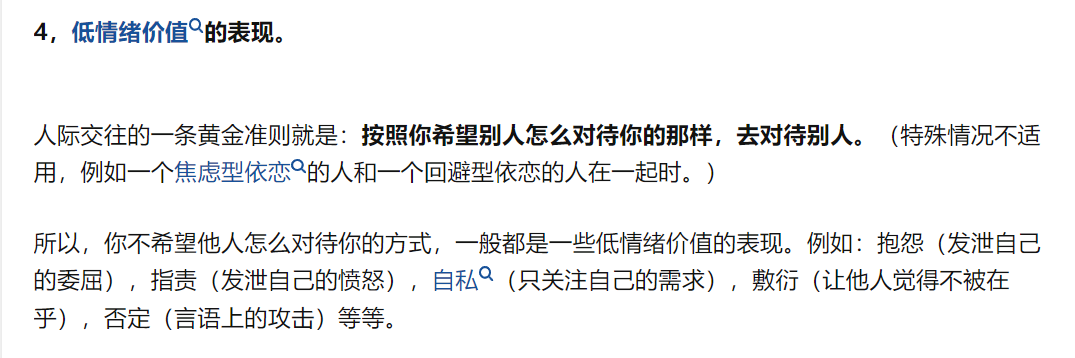 4，低情绪价值的表现。
人际交往的一条黄金准则就是：按照你希望别人怎么对待你的那样，去对待别人。（特殊情况不适
用，例如一个焦虑型依恋的人和一个回避型依恋的人在一起时。）
所以，你不希望他人怎么对待你的方式，一般都是一些低情绪价值的表现。例如：抱怨（发泄自己
的委屈），指责（发泄自己的愤怒），自私（只关注自己的需求），敷衍（让他人觉得不被在
乎），否定（言语上的攻击）等等。